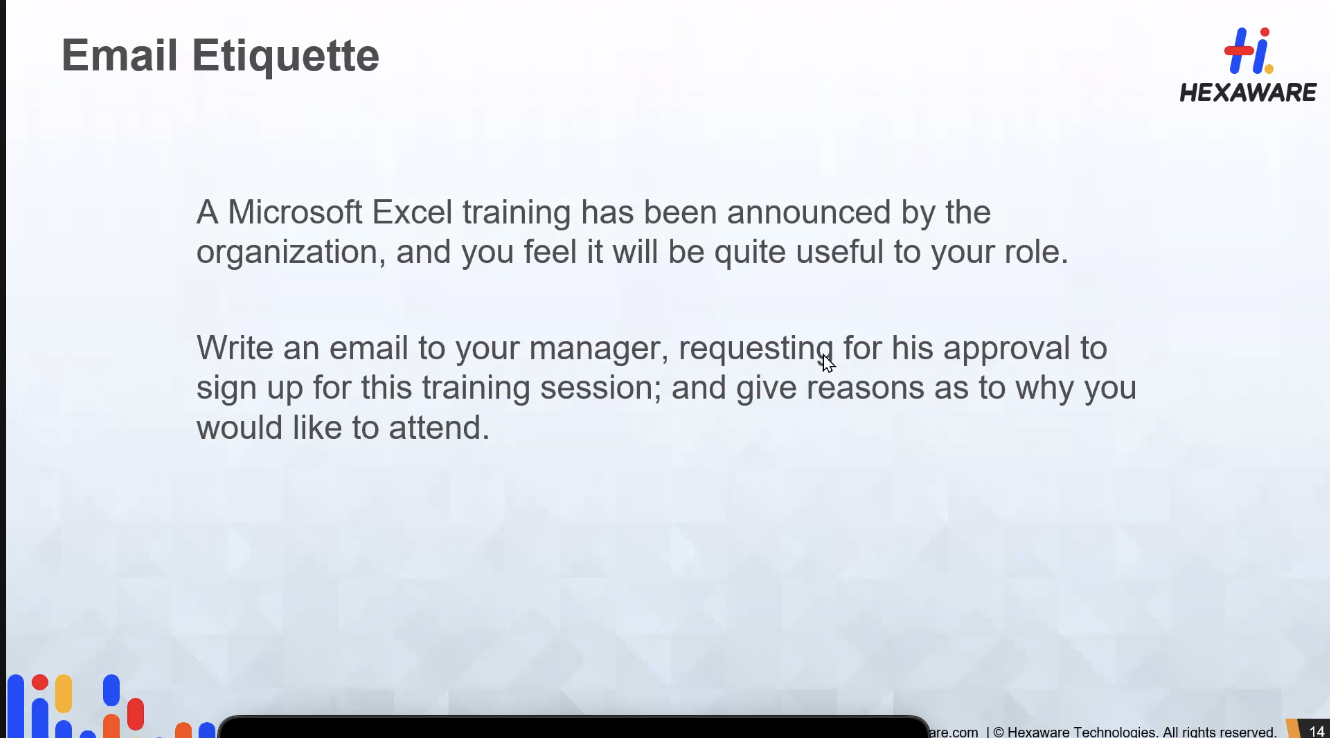 Email Etiquette
HEXAWARE
A Microsoft Excel training has been announced by the
organization, and you feel it will be quite useful to your role.
Write an email to your manager, requesting for his approval to
sign up for this training session; and give reasons as to why you
would like to attend.
are.com | © Hexaware Technologies. All rights reserved.
14